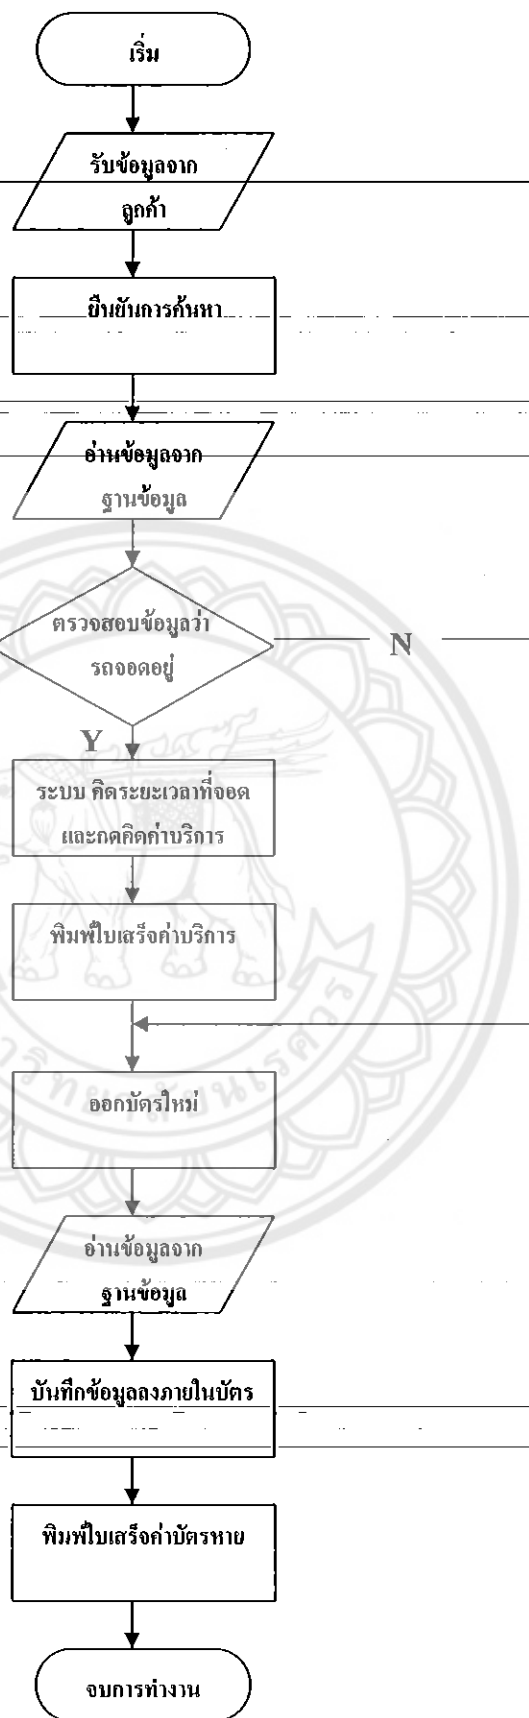 เริ่ม
รับข้อมูลจาก
ลูกค้า
ยืนยันการค้นหา
อ่านข้อมูลจาก
ฐานข้อมูล
ตรวจสอบข้อมูลว่า
รถจอดอยู่
N
Y
ระบบ คิดระยะเวลาที่จอด
และกดคิดค่าบริการ
พิมพ์ใบเสร็จค่าบริการ
ออกบัตรใหม่
อ่านข้อมูลจาก
ฐานข้อมูล
บันทึกข้อมูลลงภายในบัตร
พิมพ์ใบเสร็จค่าบัตรหาย
จบการทำงาน